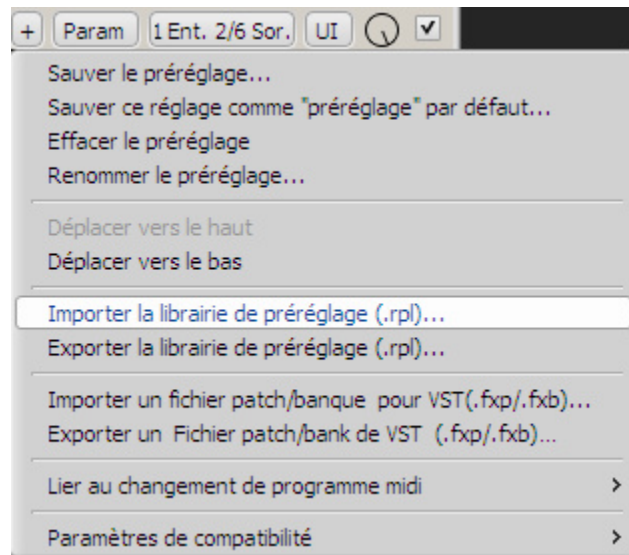 + Param 1 Ent. 2/6 Sor. UI
Sauver le préréglage...
Sauver ce réglage comme "préréglage" par défaut...
Effacer le préréglage
Renommer le préréglage...
Déplacer vers le haut
Déplacer vers le bas
Importer la librairie de préréglage (.rpl)...
Exporter la librairie de préréglage (.rpl)...
Importer un fichier patch/banque pour VST(.fxp/.fxb)...
Exporter un Fichier patch/bank de VST (.fxp/.fxb)...
Lier au changement de programme midi >
Paramètres de compatibilité >